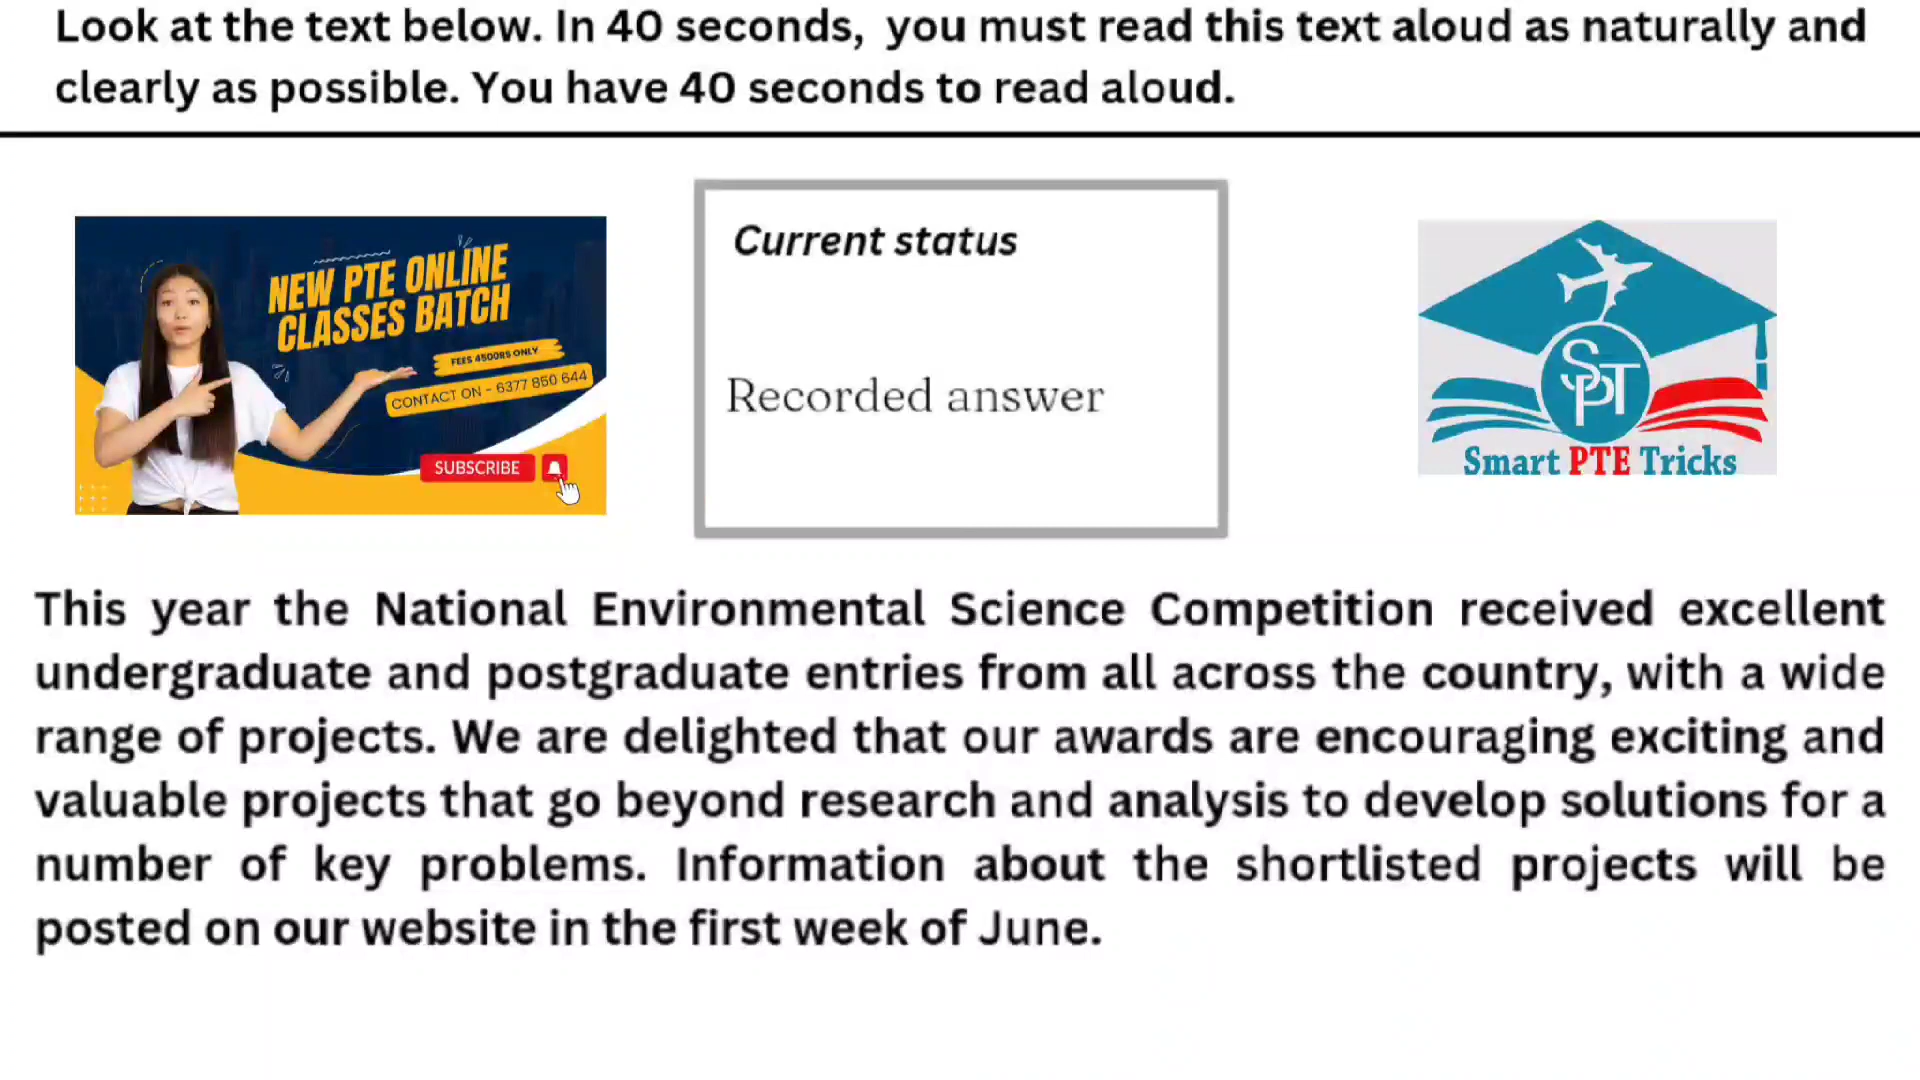 Look at the text below. In 40 seconds, you must read this text aloud as naturally and
clearly as possible. You have 40 seconds to read aloud.
NEW PTE ONLINE
CLASSES BATCH
FEES 4500RS ONLY
CONTACT ON - 6377 850 644
SUBSCRIBE
Current status
Recorded answer
SPT
Smart PTE Tricks
This year the National Environmental Science Competition received excellent
undergraduate and postgraduate entries from all across the country, with a wide
range of projects. We are delighted that our awards are encouraging exciting and
valuable projects that go beyond research and analysis to develop solutions for a
number of key problems. Information about the shortlisted projects will be
posted on our website in the first week of June.